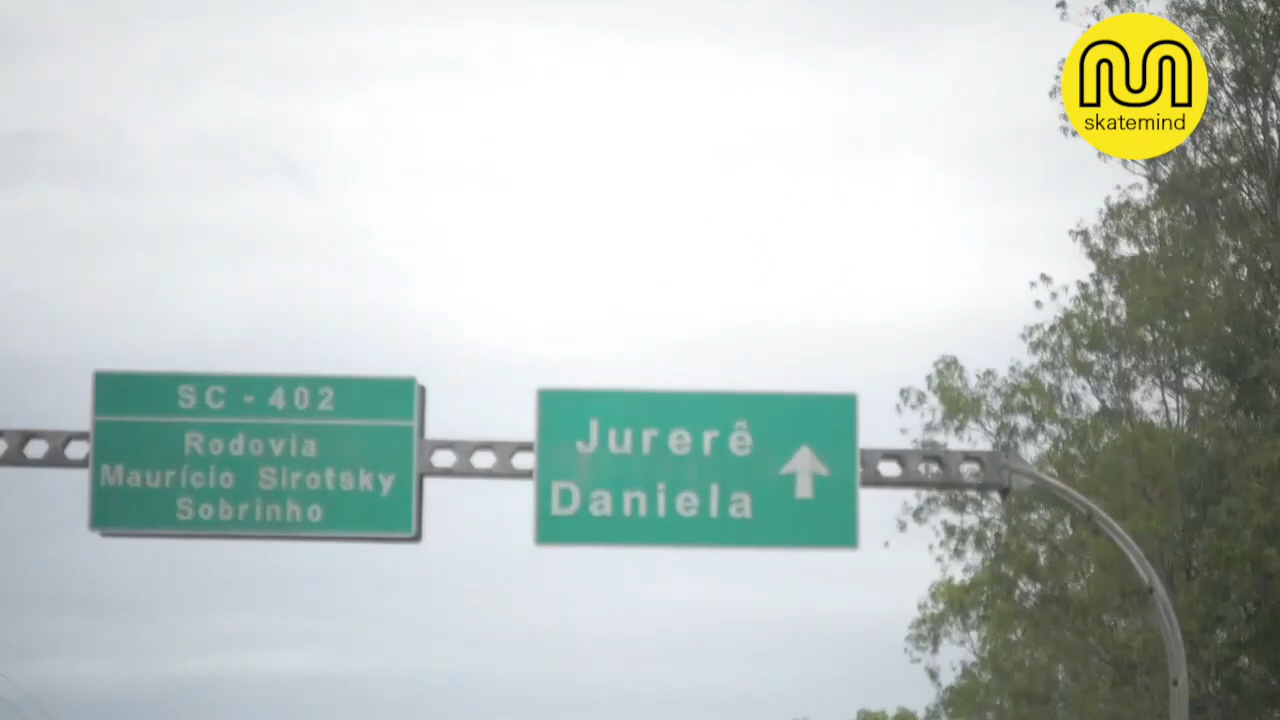 skatemind
SC - 402
Rodovia
Maurício Sirotsky
Sobrinho
Jurerê
Daniela